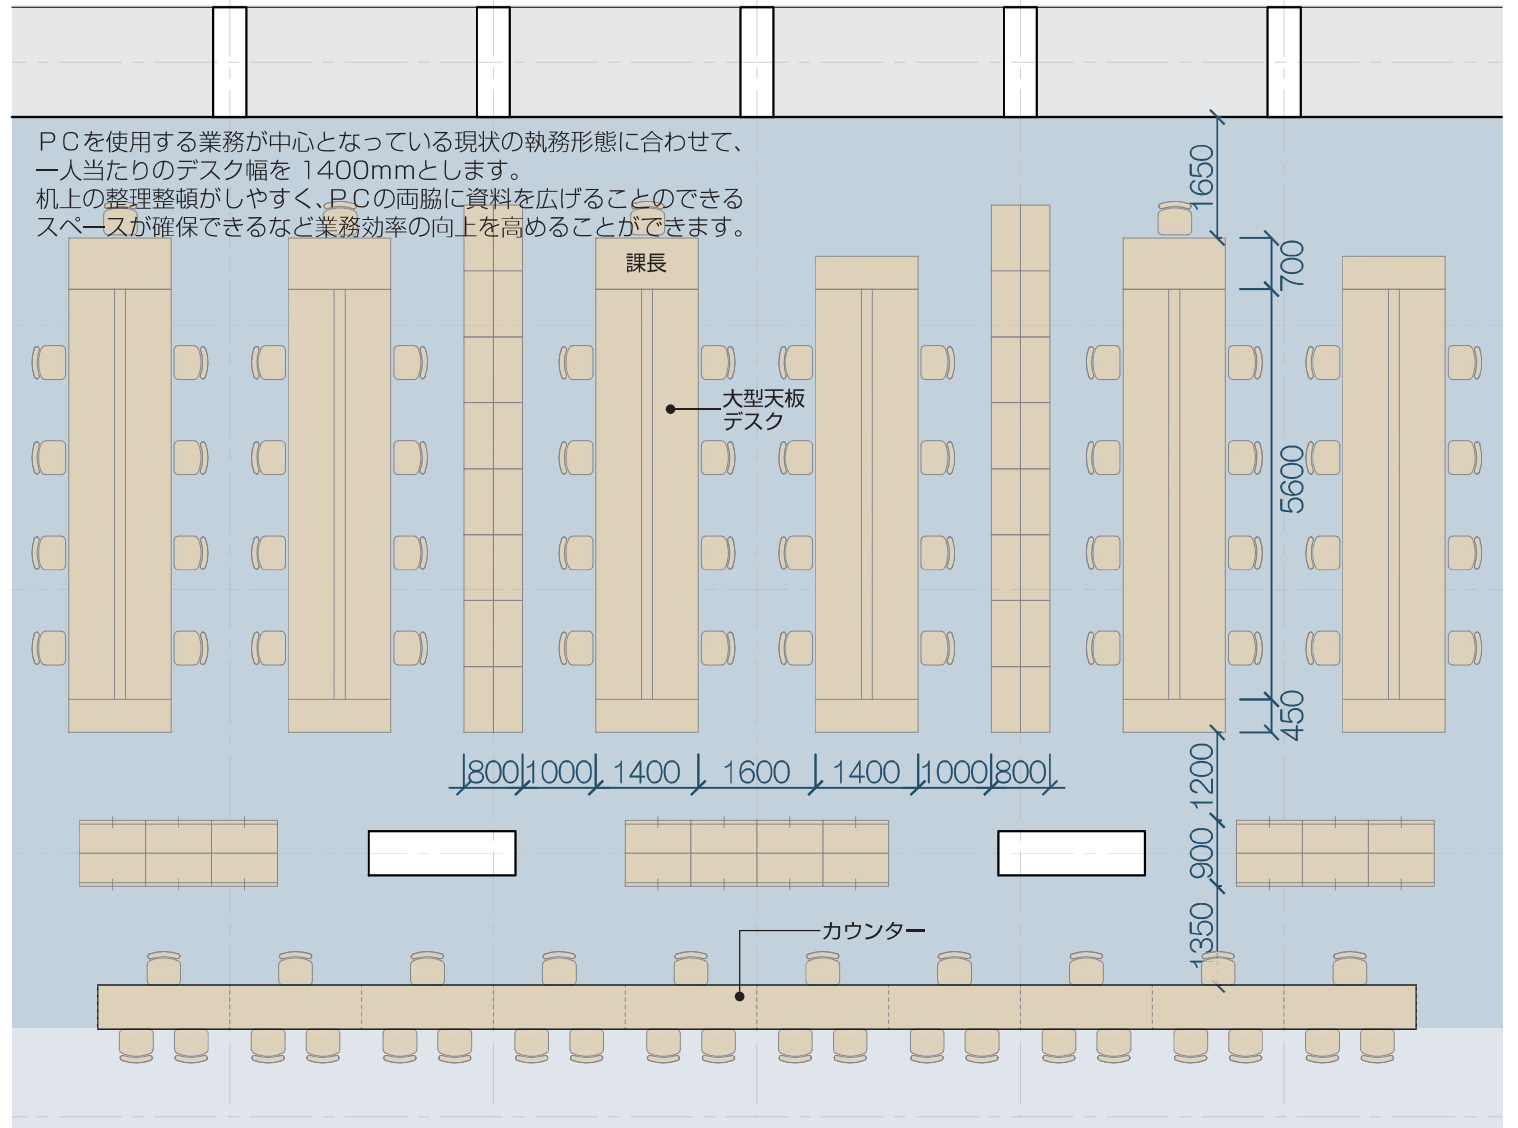 ＰＣを使用する業務が中心となっている現状の執務形態に合わせて、
一人当たりのデスク幅を 1400mmとします。
机上の整理整頓がしやすく、ＰＣの両脇に資料を広げることのできる
スペースが確保できるなど業務効率の向上を高めることができます。
1650
700
課長
大型天板
デスク
5600
450
800 1000 1400 1600 1400 1000 800
1200
900
1350
カウンター